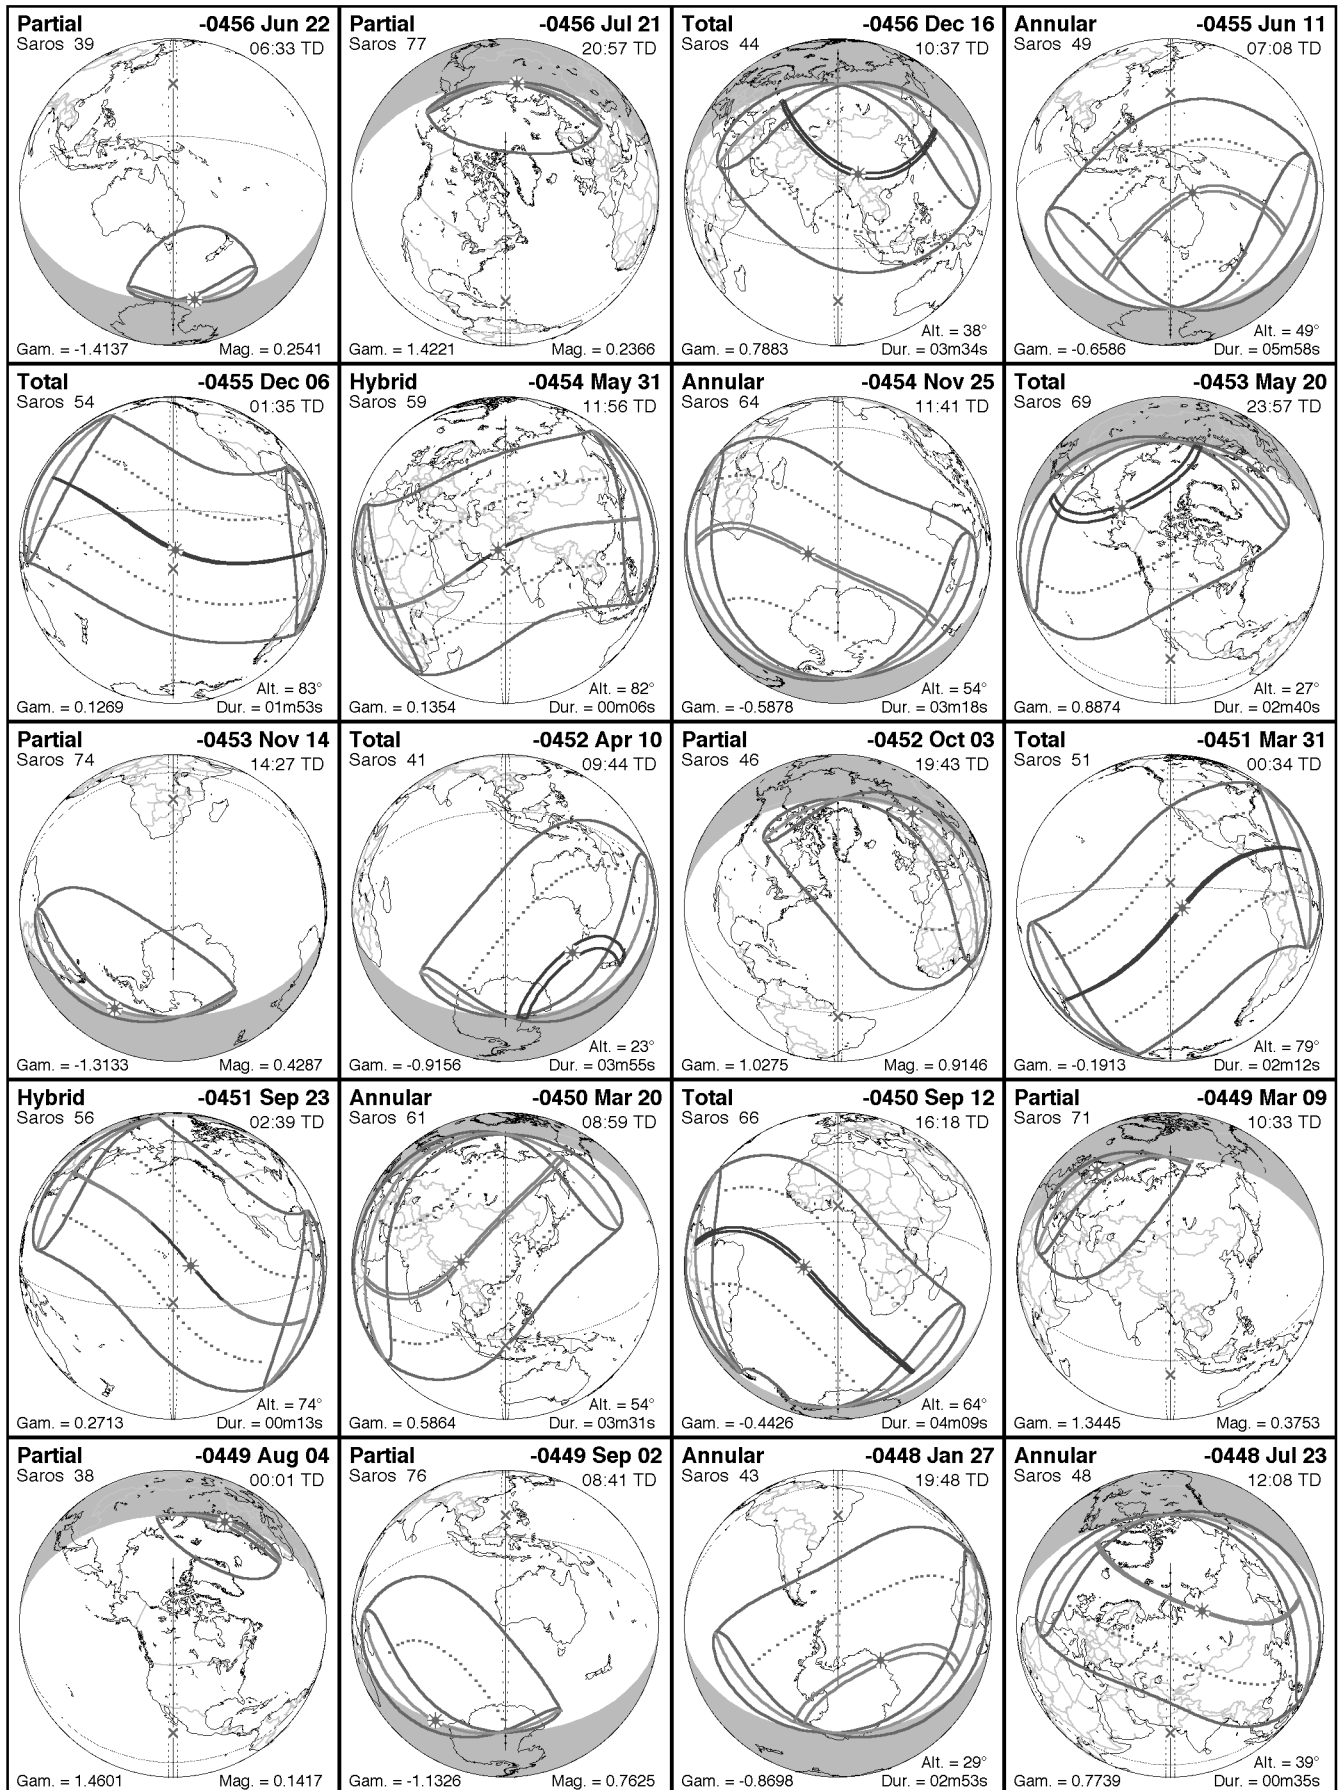 Partial -0456 Jun 22
Saros 39 06:33 TD
Gam. = -1.4137 Mag. = 0.2541
Partial -0456 Jul 21
Saros 77 20:57 TD
Gam. = 1.4221 Mag. = 0.2366
Total -0456 Dec 16
Saros 44 10:37 TD
Alt. = 38°
Gam. = 0.7883 Dur. = 03m34s
Annular -0455 Jun 11
Saros 49 07:08 TD
Alt. = 49°
Gam. = -0.6586 Dur. = 05m58s
Total -0455 Dec 06
Saros 54 01:35 TD
Alt. = 83°
Gam. = 0.1269 Dur. = 01m53s
Hybrid -0454 May 31
Saros 59 11:56 TD
Alt. = 82°
Gam. = 0.1354 Dur. = 00m06s
Annular -0454 Nov 25
Saros 64 11:41 TD
Alt. = 54°
Gam. = -0.5878 Dur. = 03m18s
Total -0453 May 20
Saros 69 23:57 TD
Alt. = 27°
Gam. = 0.8874 Dur. = 02m40s
Partial -0453 Nov 14
Saros 74 14:27 TD
Gam. = -1.3133 Mag. = 0.4287
Total -0452 Apr 10
Saros 41 09:44 TD
Alt. = 23°
Gam. = -0.9156 Dur. = 03m55s
Partial -0452 Oct 03
Saros 46 19:43 TD
Gam. = 1.0275 Mag. = 0.9146
Total -0451 Mar 31
Saros 51 00:34 TD
Alt. = 79°
Gam. = -0.1913 Dur. = 02m12s
Hybrid -0451 Sep 23
Saros 56 02:39 TD
Alt. = 74°
Gam. = 0.2713 Dur. = 00m13s
Annular -0450 Mar 20
Saros 61 08:59 TD
Alt. = 54°
Gam. = 0.5864 Dur. = 03m31s
Total -0450 Sep 12
Saros 66 16:18 TD
Alt. = 64°
Gam. = -0.4426 Dur. = 04m09s
Partial -0449 Mar 09
Saros 71 10:33 TD
Gam. = 1.3445 Mag. = 0.3753
Partial -0449 Aug 04
Saros 38 00:01 TD
Gam. = 1.4601 Mag. = 0.1417
Partial -0449 Sep 02
Saros 76 08:41 TD
Gam. = -1.1326 Mag. = 0.7625
Annular -0448 Jan 27
Saros 43 19:48 TD
Alt. = 29°
Gam. = -0.8698 Dur. = 02m53s
Annular -0448 Jul 23
Saros 48 12:08 TD
Alt. = 39°
Gam. = 0.7739 Dur. = 00m35s